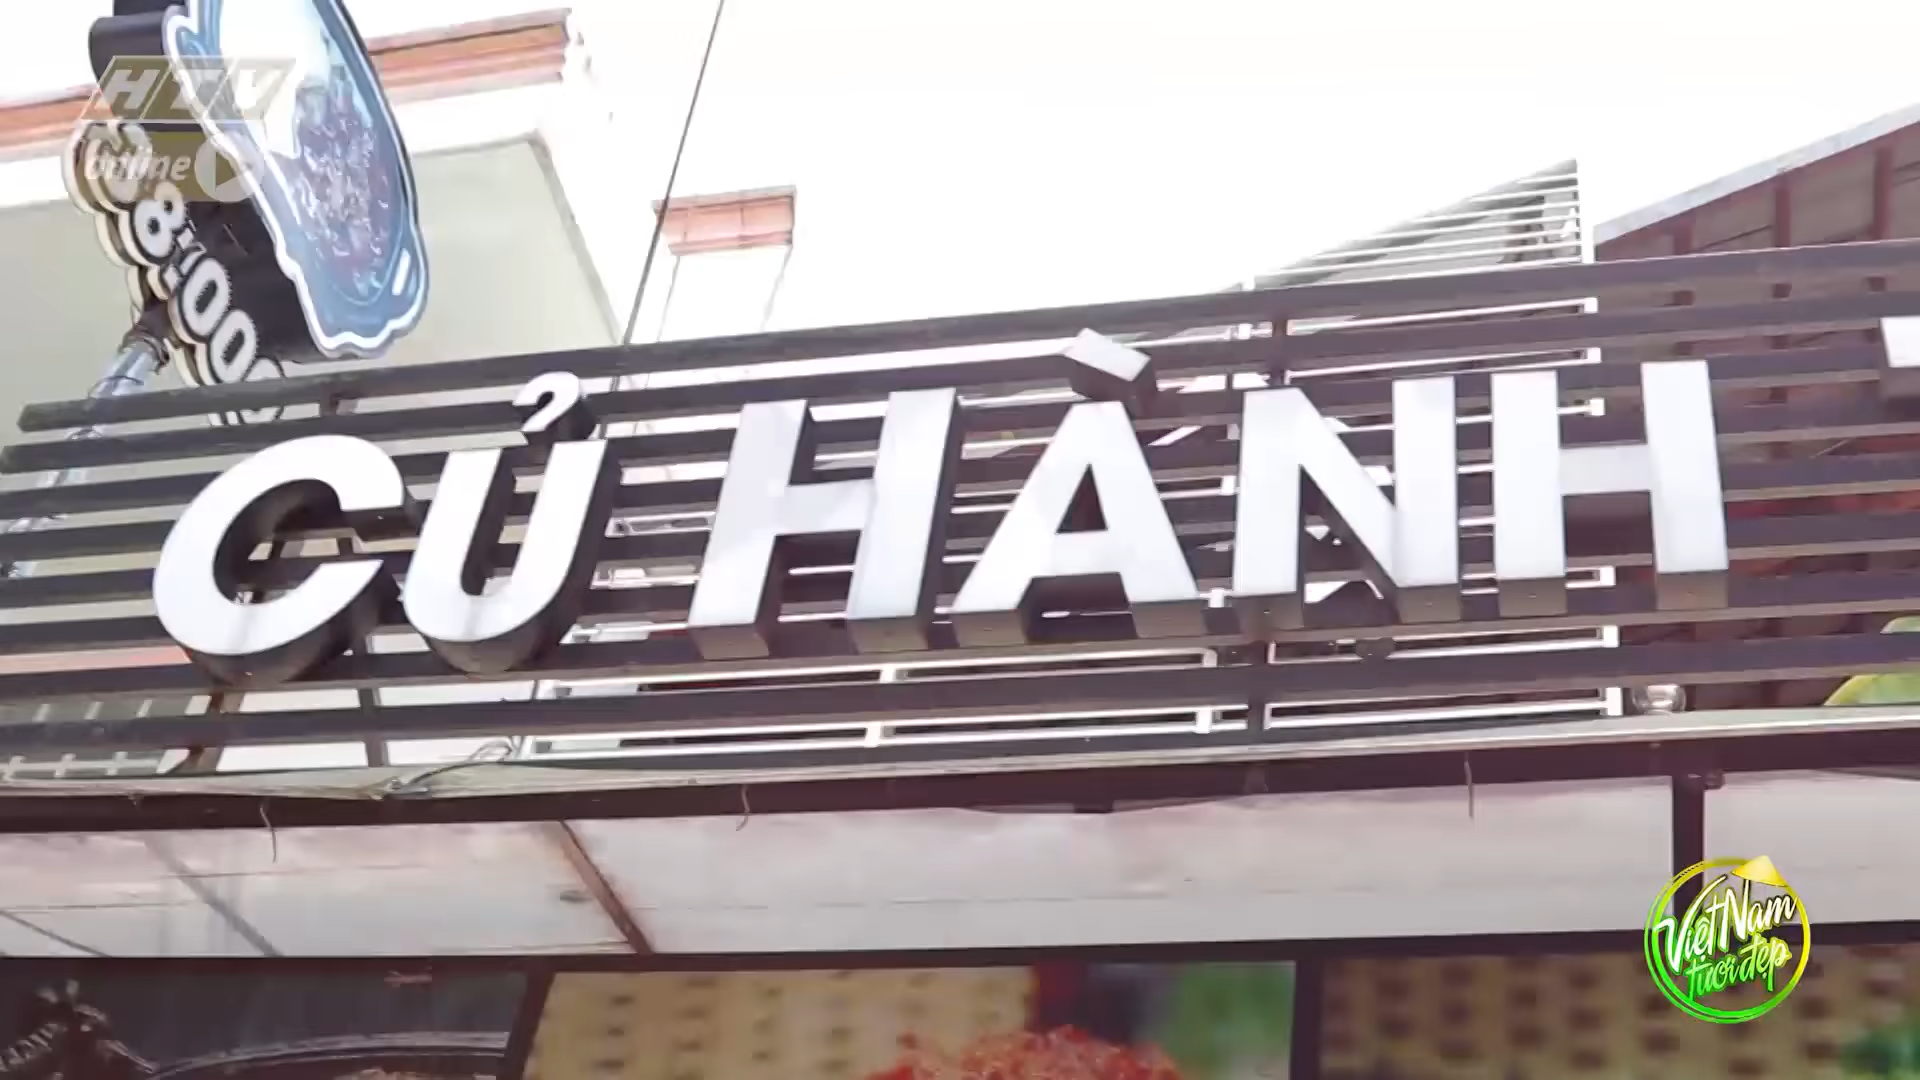 HTV
online
CỦ HÀNH
Việt Nam
tươi đẹp